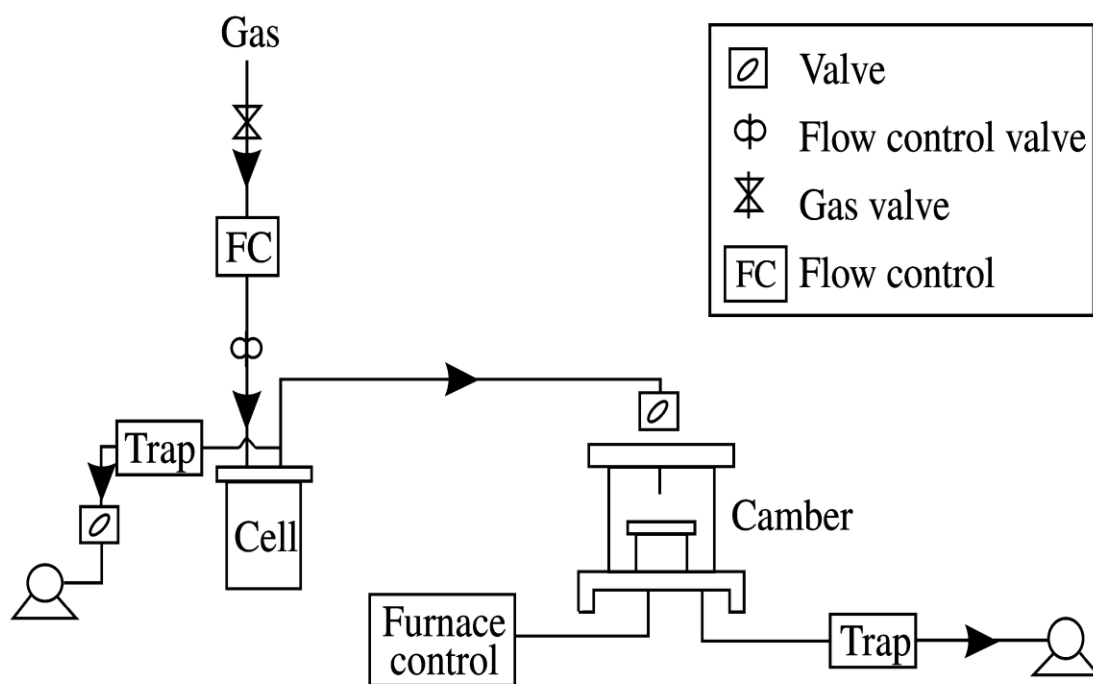 Gas
Valve
Flow control valve
Gas valve
FC Flow control
FC
Trap
Cell
Camber
Furnace
control
Trap